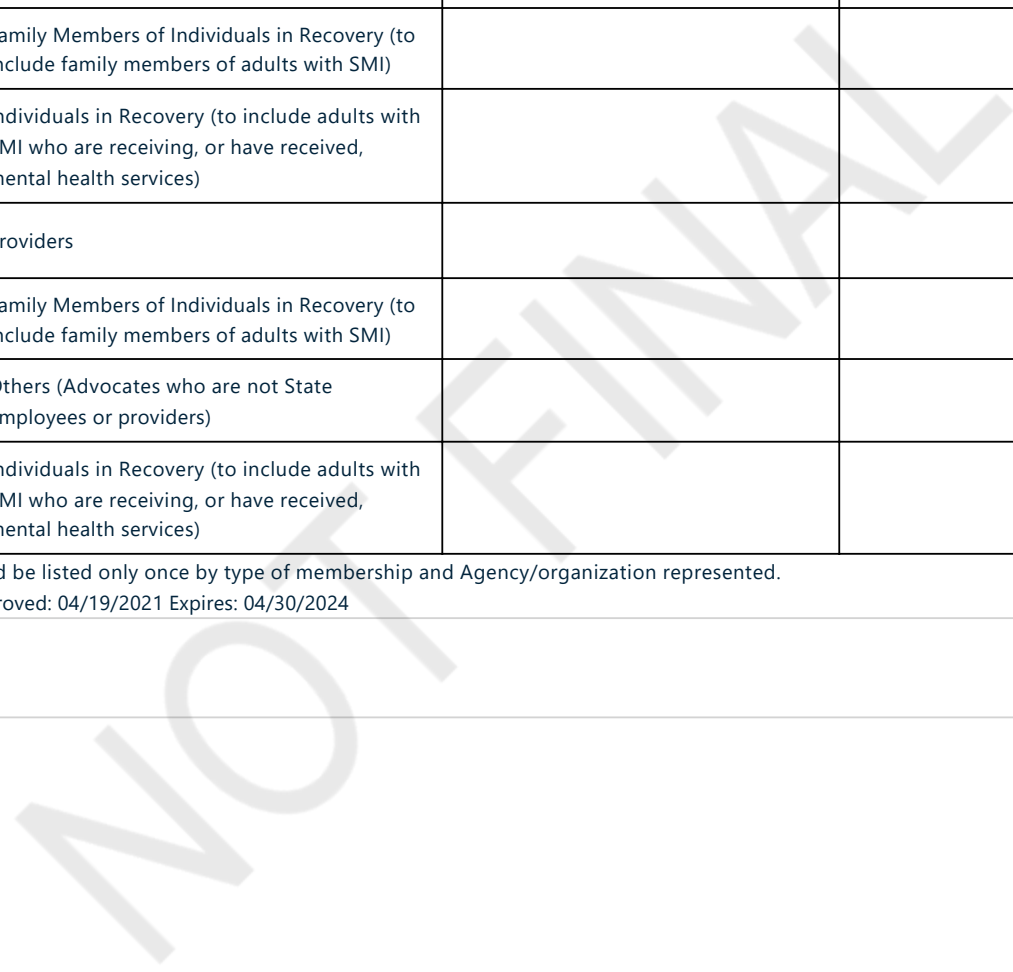 amily Members of Individuals in Recovery (to
nclude family members of adults with SMI)
ndividuals in Recovery (to include adults with
MI who are receiving, or have received,
mental health services)
roviders
amily Members of Individuals in Recovery (to
nclude family members of adults with SMI)
Others (Advocates who are not State
mployees or providers)
ndividuals in Recovery (to include adults with
MI who are receiving, or have received,
mental health services)
d be listed only once by type of membership and Agency/organization represented.
roved: 04/19/2021 Expires: 04/30/2024
NOT FINAL